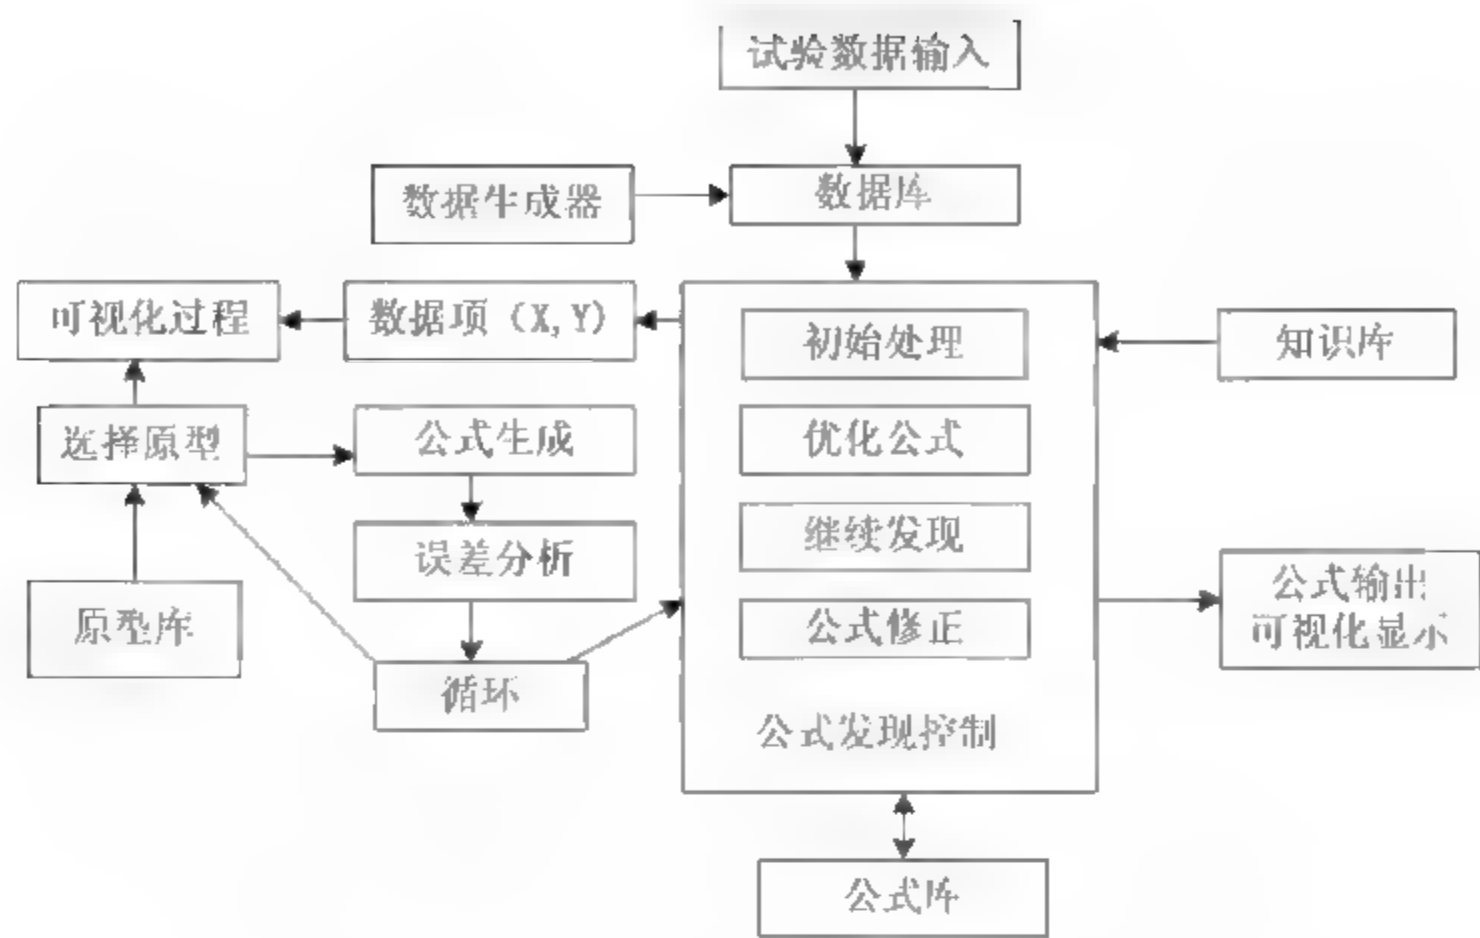 试验数据输入
数据生成器
数据库
可视化过程
数据项（X,Y）
初始处理
知识库
选择原型
公式生成
优化公式
误差分析
继续发现
原型库
公式修正
公式输出
可视化显示
循环
公式发现控制
公式库